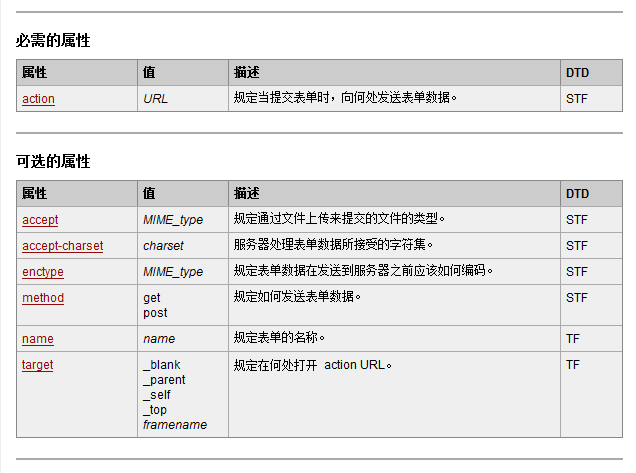 必需的属性
属性 值 描述 DTD
action URL 规定当提交表单时，向何处发送表单数据。 STF
可选的属性
属性 值 描述 DTD
accept MIME_type 规定通过文件上传来提交的文件的类型。 STF
accept-charset charset 服务器处理表单数据所接受的字符集。 STF
enctype MIME_type 规定表单数据在发送到服务器之前应该如何编码。 STF
method get 规定如何发送表单数据。 STF
post
name name 规定表单的名称。 TF
target _blank 规定在何处打开 action URL。 TF
_parent
_self
_top
framename